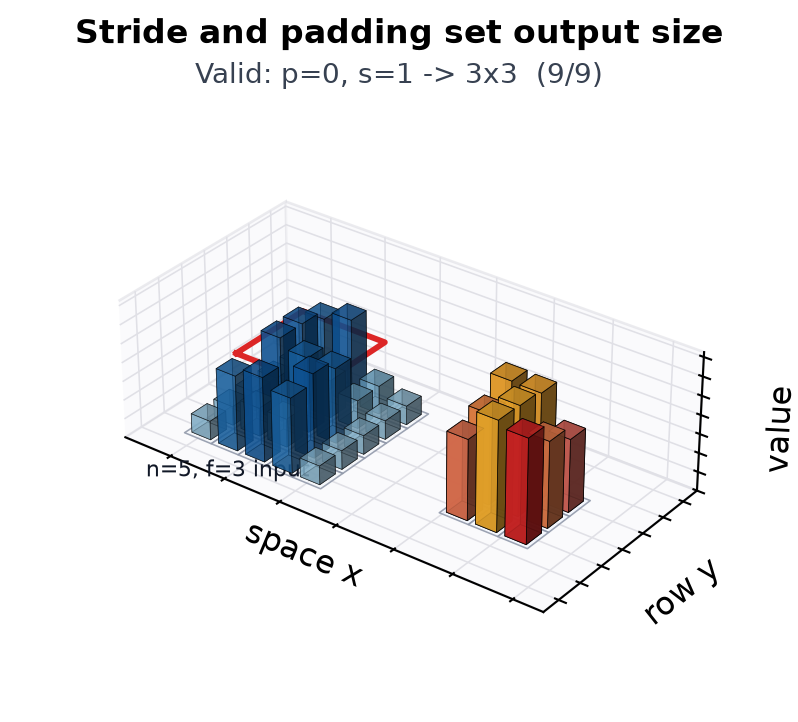 Stride and padding set output size
Valid: p=0, s=1 -> 3x3  (9/9)
n=5, f=3 inpu
space x
row y
value